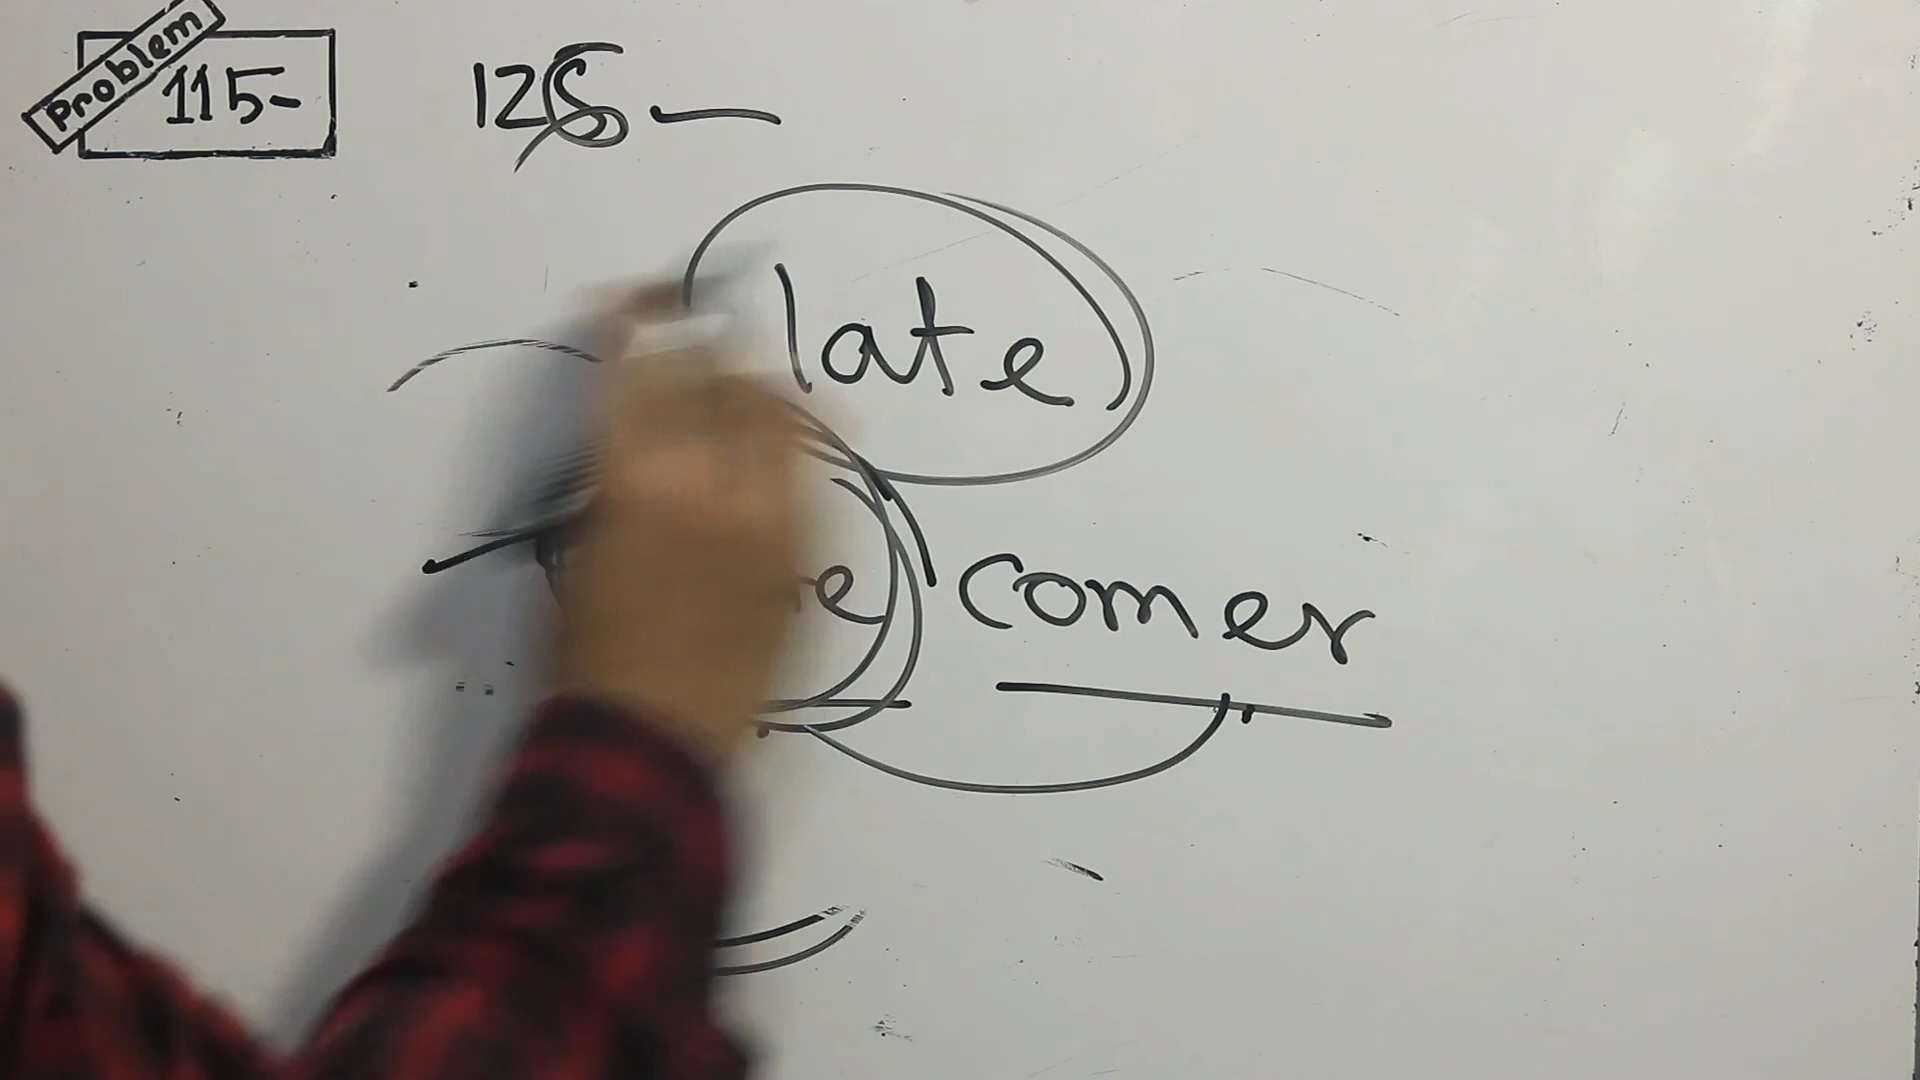 Problem
115-
125 —
late
comer